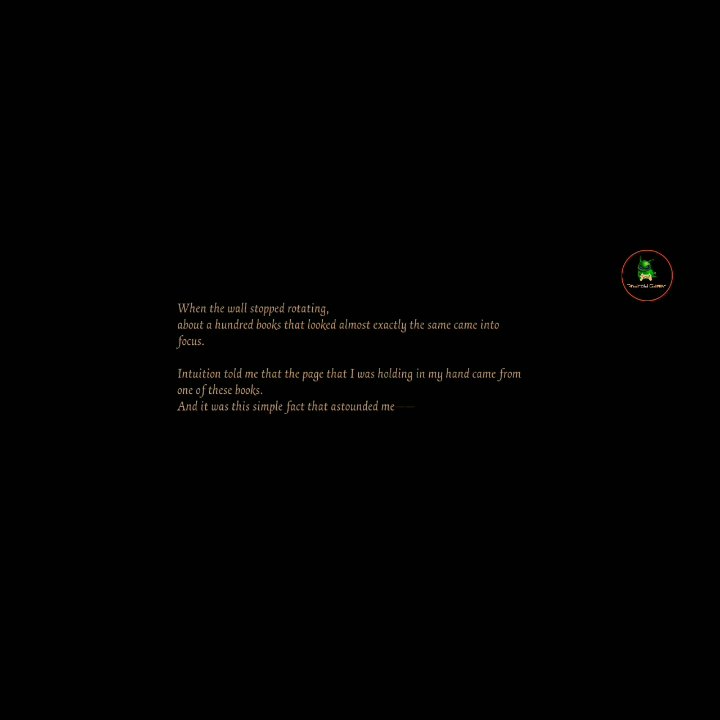 When the wall stopped rotating,
about a hundred books that looked almost exactly the same came into
focus.
Intuition told me that the page that I was holding in my hand came from
one of these books.
And it was this simple fact that astounded me——
Android Gamer